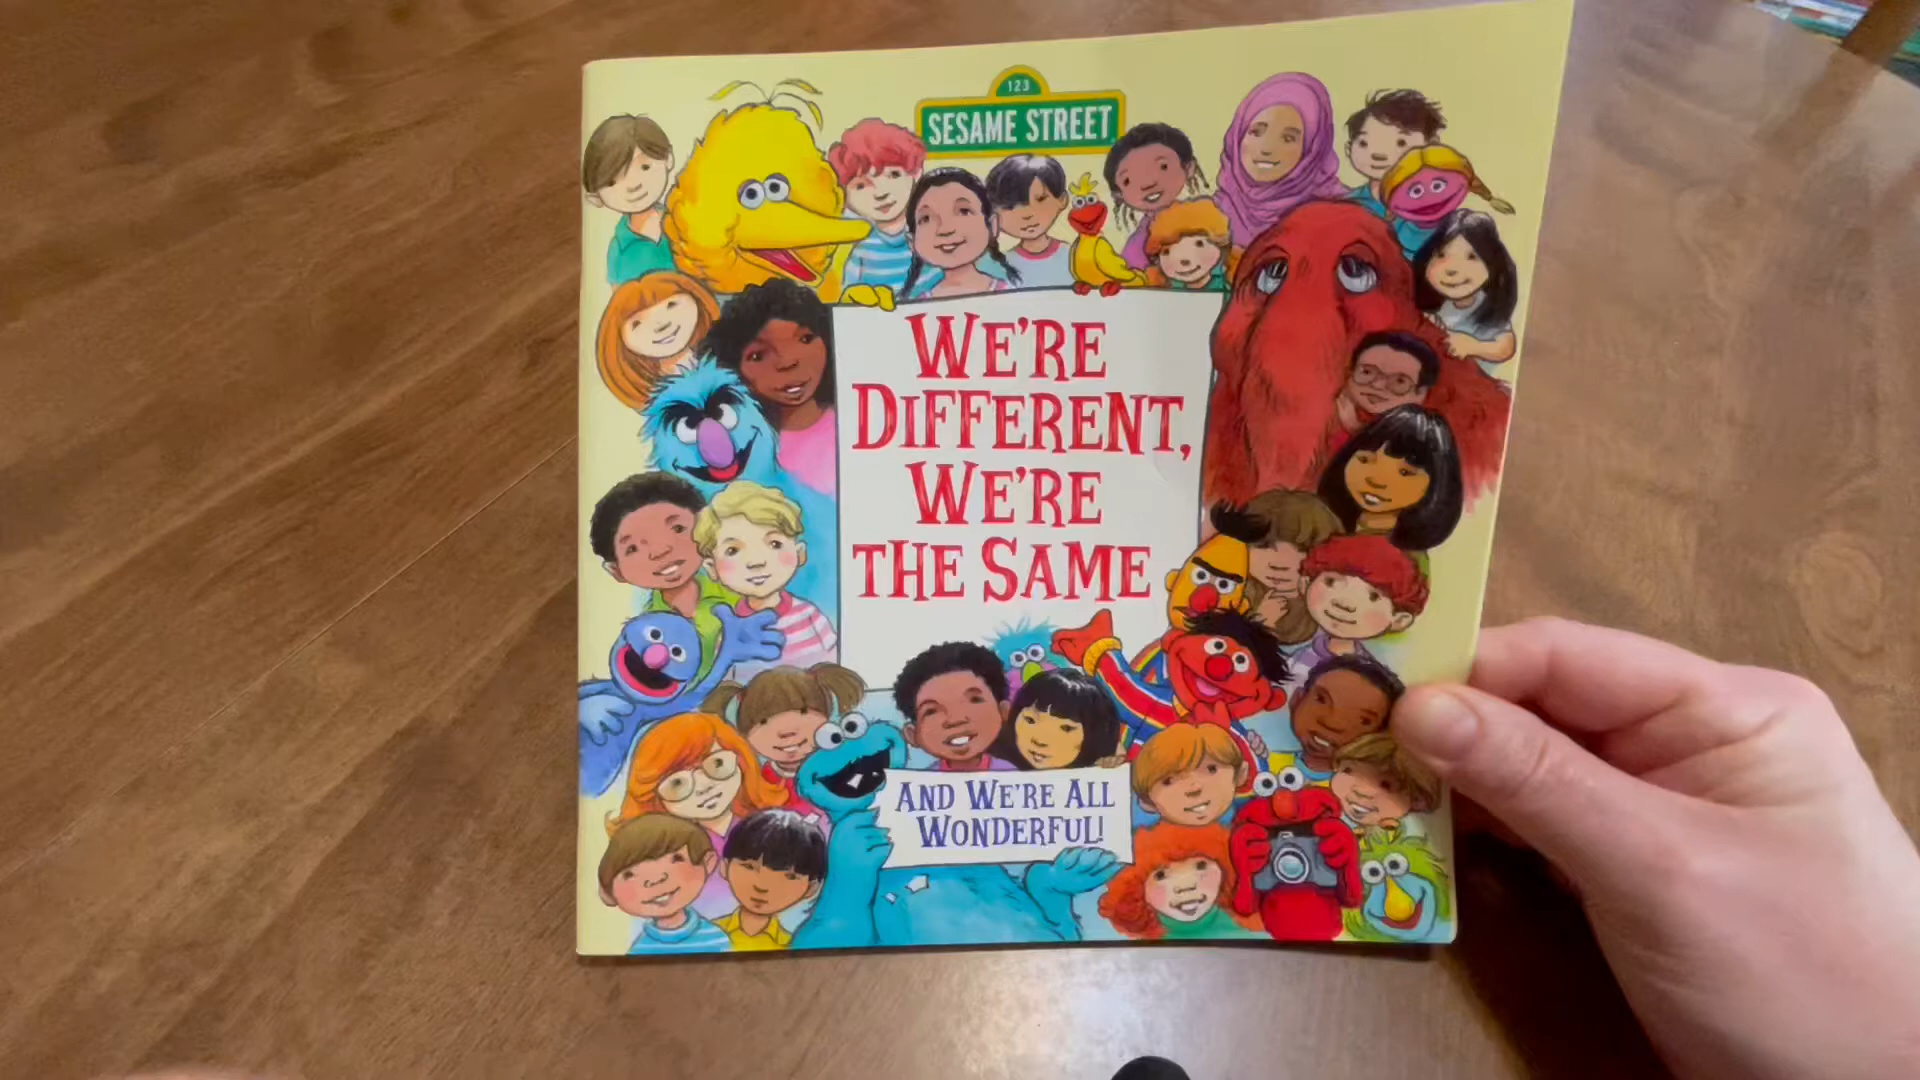 123
SESAME STREET
WE'RE
DIFFERENT,
WE'RE
THE SAME
AND WE'RE ALL
WONDERFUL!